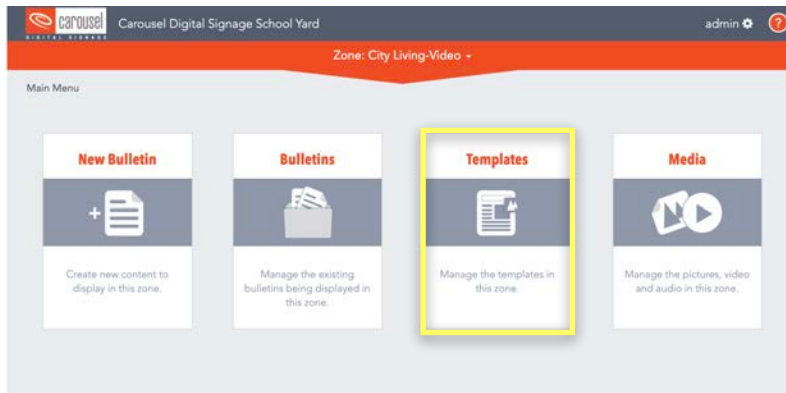 carousel
DIGITAL SIGNAGE
Carousel Digital Signage School Yard
admin
?
Zone: City Living-Video
Main Menu
New Bulletin
Create new content to
display in this zone.
Bulletins
Manage the existing
bulletins being displayed in
this zone.
Templates
Manage the templates in
this zone.
Media
Manage the pictures, video
and audio in this zone.